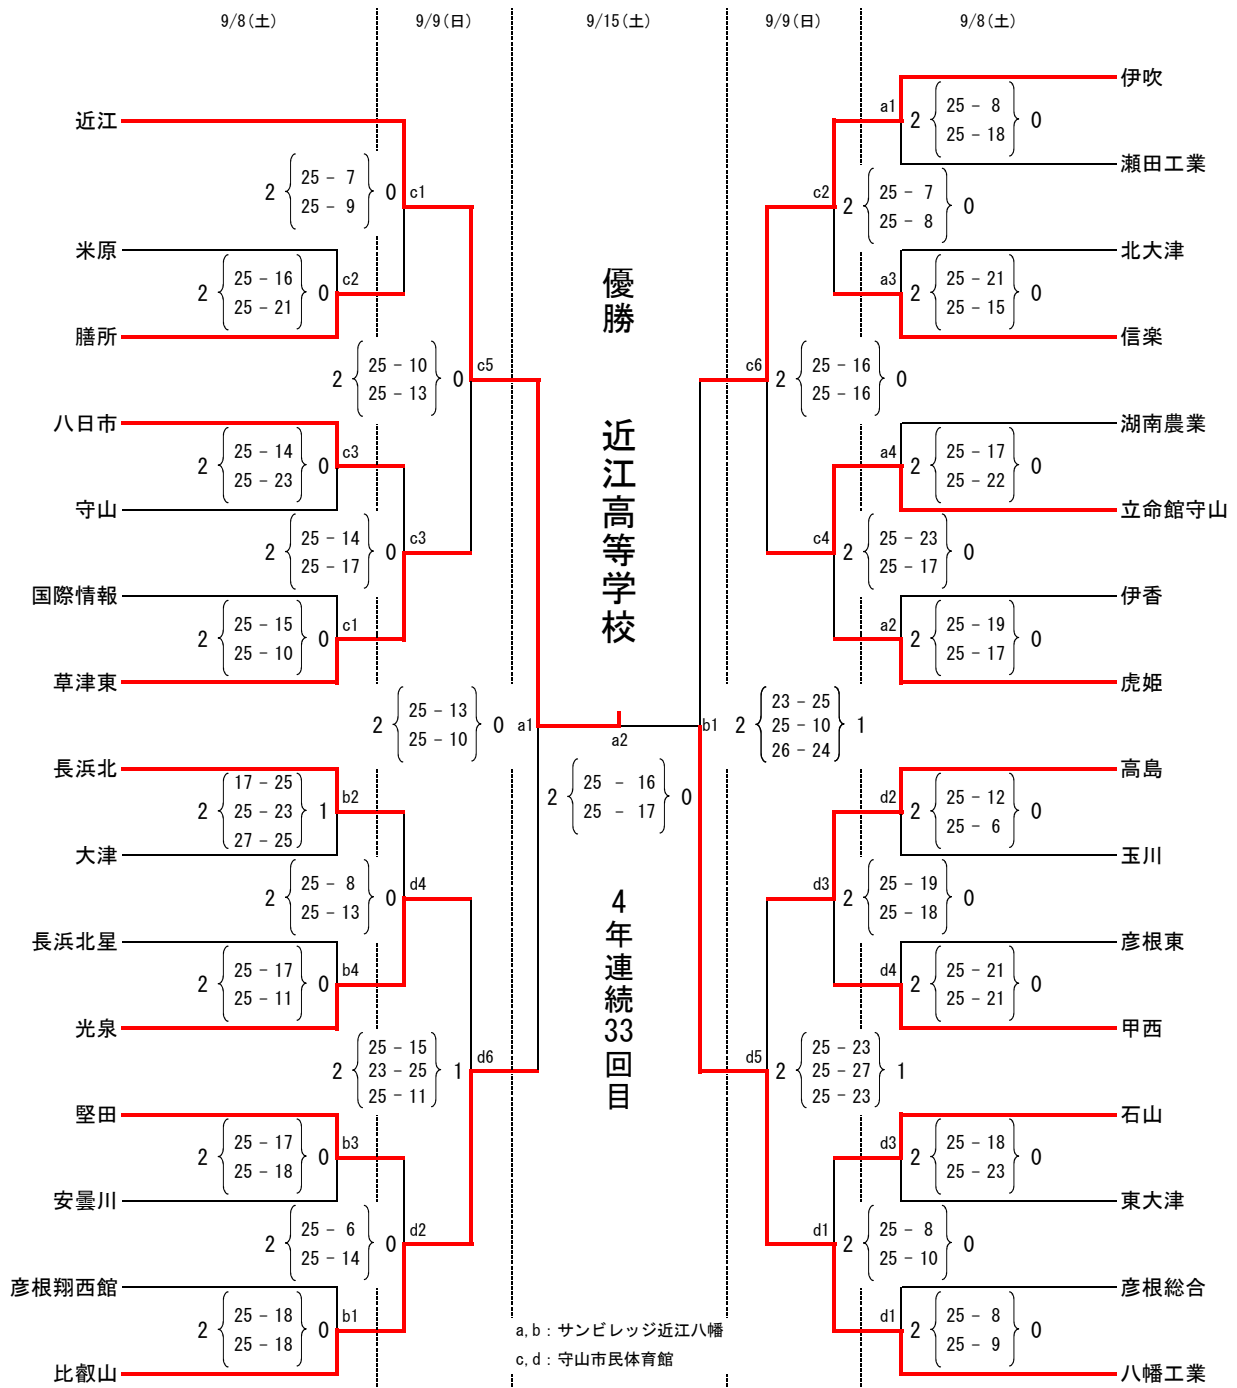 9/8(土)
9/9(日)
9/15(土)
9/9(日)
9/8(土)
近江
米原
膳所
八日市
守山
国際情報
草津東
長浜北
大津
長浜北星
光泉
堅田
安曇川
彦根翔西館
比叡山
c2
2 25 - 16 0
25 - 21
c3
2 25 - 14 0
25 - 23
c1
2 25 - 15 0
25 - 10
b2
17 - 25
2 25 - 23 1
27 - 25
b4
2 25 - 17 0
25 - 11
b3
2 25 - 17 0
25 - 18
b1
2 25 - 18 0
25 - 18
c1
2 25 - 7 0
25 - 9
c3
2 25 - 14 0
25 - 17
d4
2 25 - 8 0
25 - 13
d2
2 25 - 6 0
25 - 14
c5
2 25 - 10 0
25 - 13
d6
25 - 15
2 23 - 25 1
25 - 11
a1
2 25 - 13 0
25 - 10
優勝
近江高等学校
a2
2 25 - 16 0
25 - 17
4年連続33回目
a,b:サンビレッジ近江八幡
c,d:守山市民体育館
b1
23 - 25
2 25 - 10 1
26 - 24
c6
2 25 - 16 0
25 - 16
d5
25 - 23
2 25 - 27 1
25 - 23
c2
2 25 - 7 0
25 - 8
c4
2 25 - 23 0
25 - 17
d3
2 25 - 19 0
25 - 18
d1
2 25 - 8 0
25 - 10
a1
2 25 - 8 0
25 - 18
a3
2 25 - 21 0
25 - 15
a4
2 25 - 17 0
25 - 22
a2
2 25 - 19 0
25 - 17
d2
2 25 - 12 0
25 - 6
d4
2 25 - 21 0
25 - 21
d3
2 25 - 18 0
25 - 23
d1
2 25 - 8 0
25 - 9
伊吹
瀬田工業
北大津
信楽
湖南農業
立命館守山
伊香
虎姫
高島
玉川
彦根東
甲西
石山
東大津
彦根総合
八幡工業